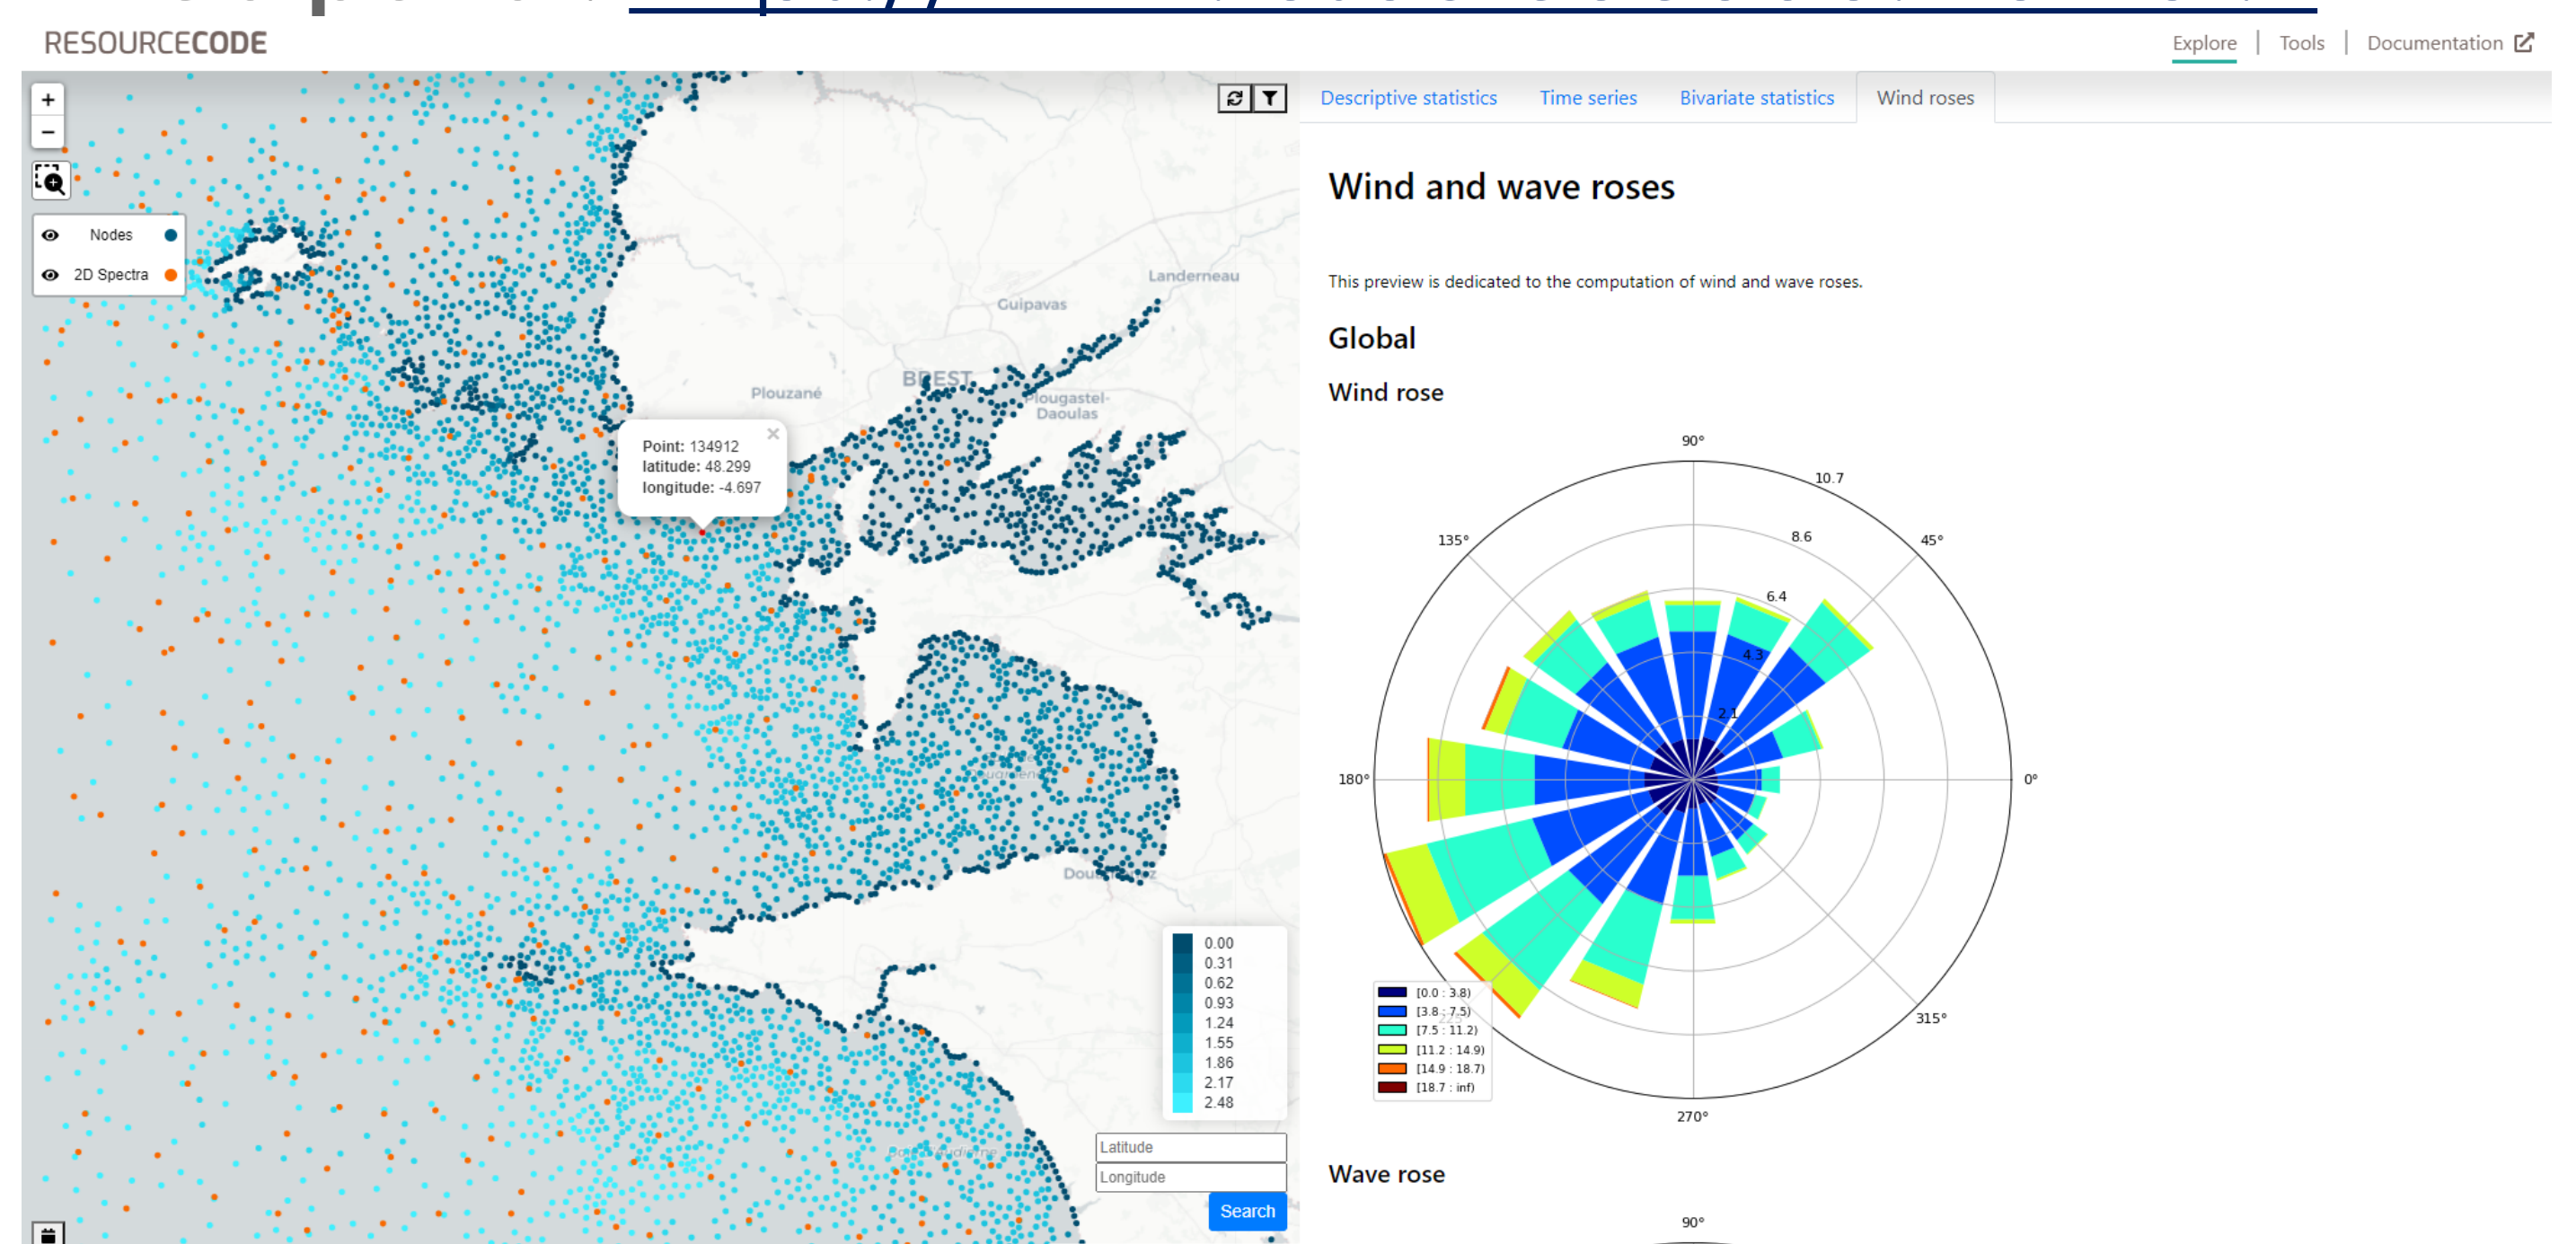 RESOURCECODE
Explore | Tools | Documentation
+
−
Nodes
2D Spectra
Landerneau
Guipavas
BREST
Plouzané
Plougastel-
Daoulas
Point: 134912
latitude: 48.299
longitude: -4.697
0.00
0.31
0.62
0.93
1.24
1.55
1.86
2.17
2.48
Latitude
Longitude
Search
Descriptive statistics Time series Bivariate statistics Wind roses
Wind and wave roses
This preview is dedicated to the computation of wind and wave roses.
Global
Wind rose
90°
10.7
135°
8.6
45°
6.4
4.3
2.1
180°
0°
225°
315°
270°
[0.0 : 3.8)
[3.8 : 7.5)
[7.5 : 11.2)
[11.2 : 14.9)
[14.9 : 18.7)
[18.7 : inf)
Wave rose
90°